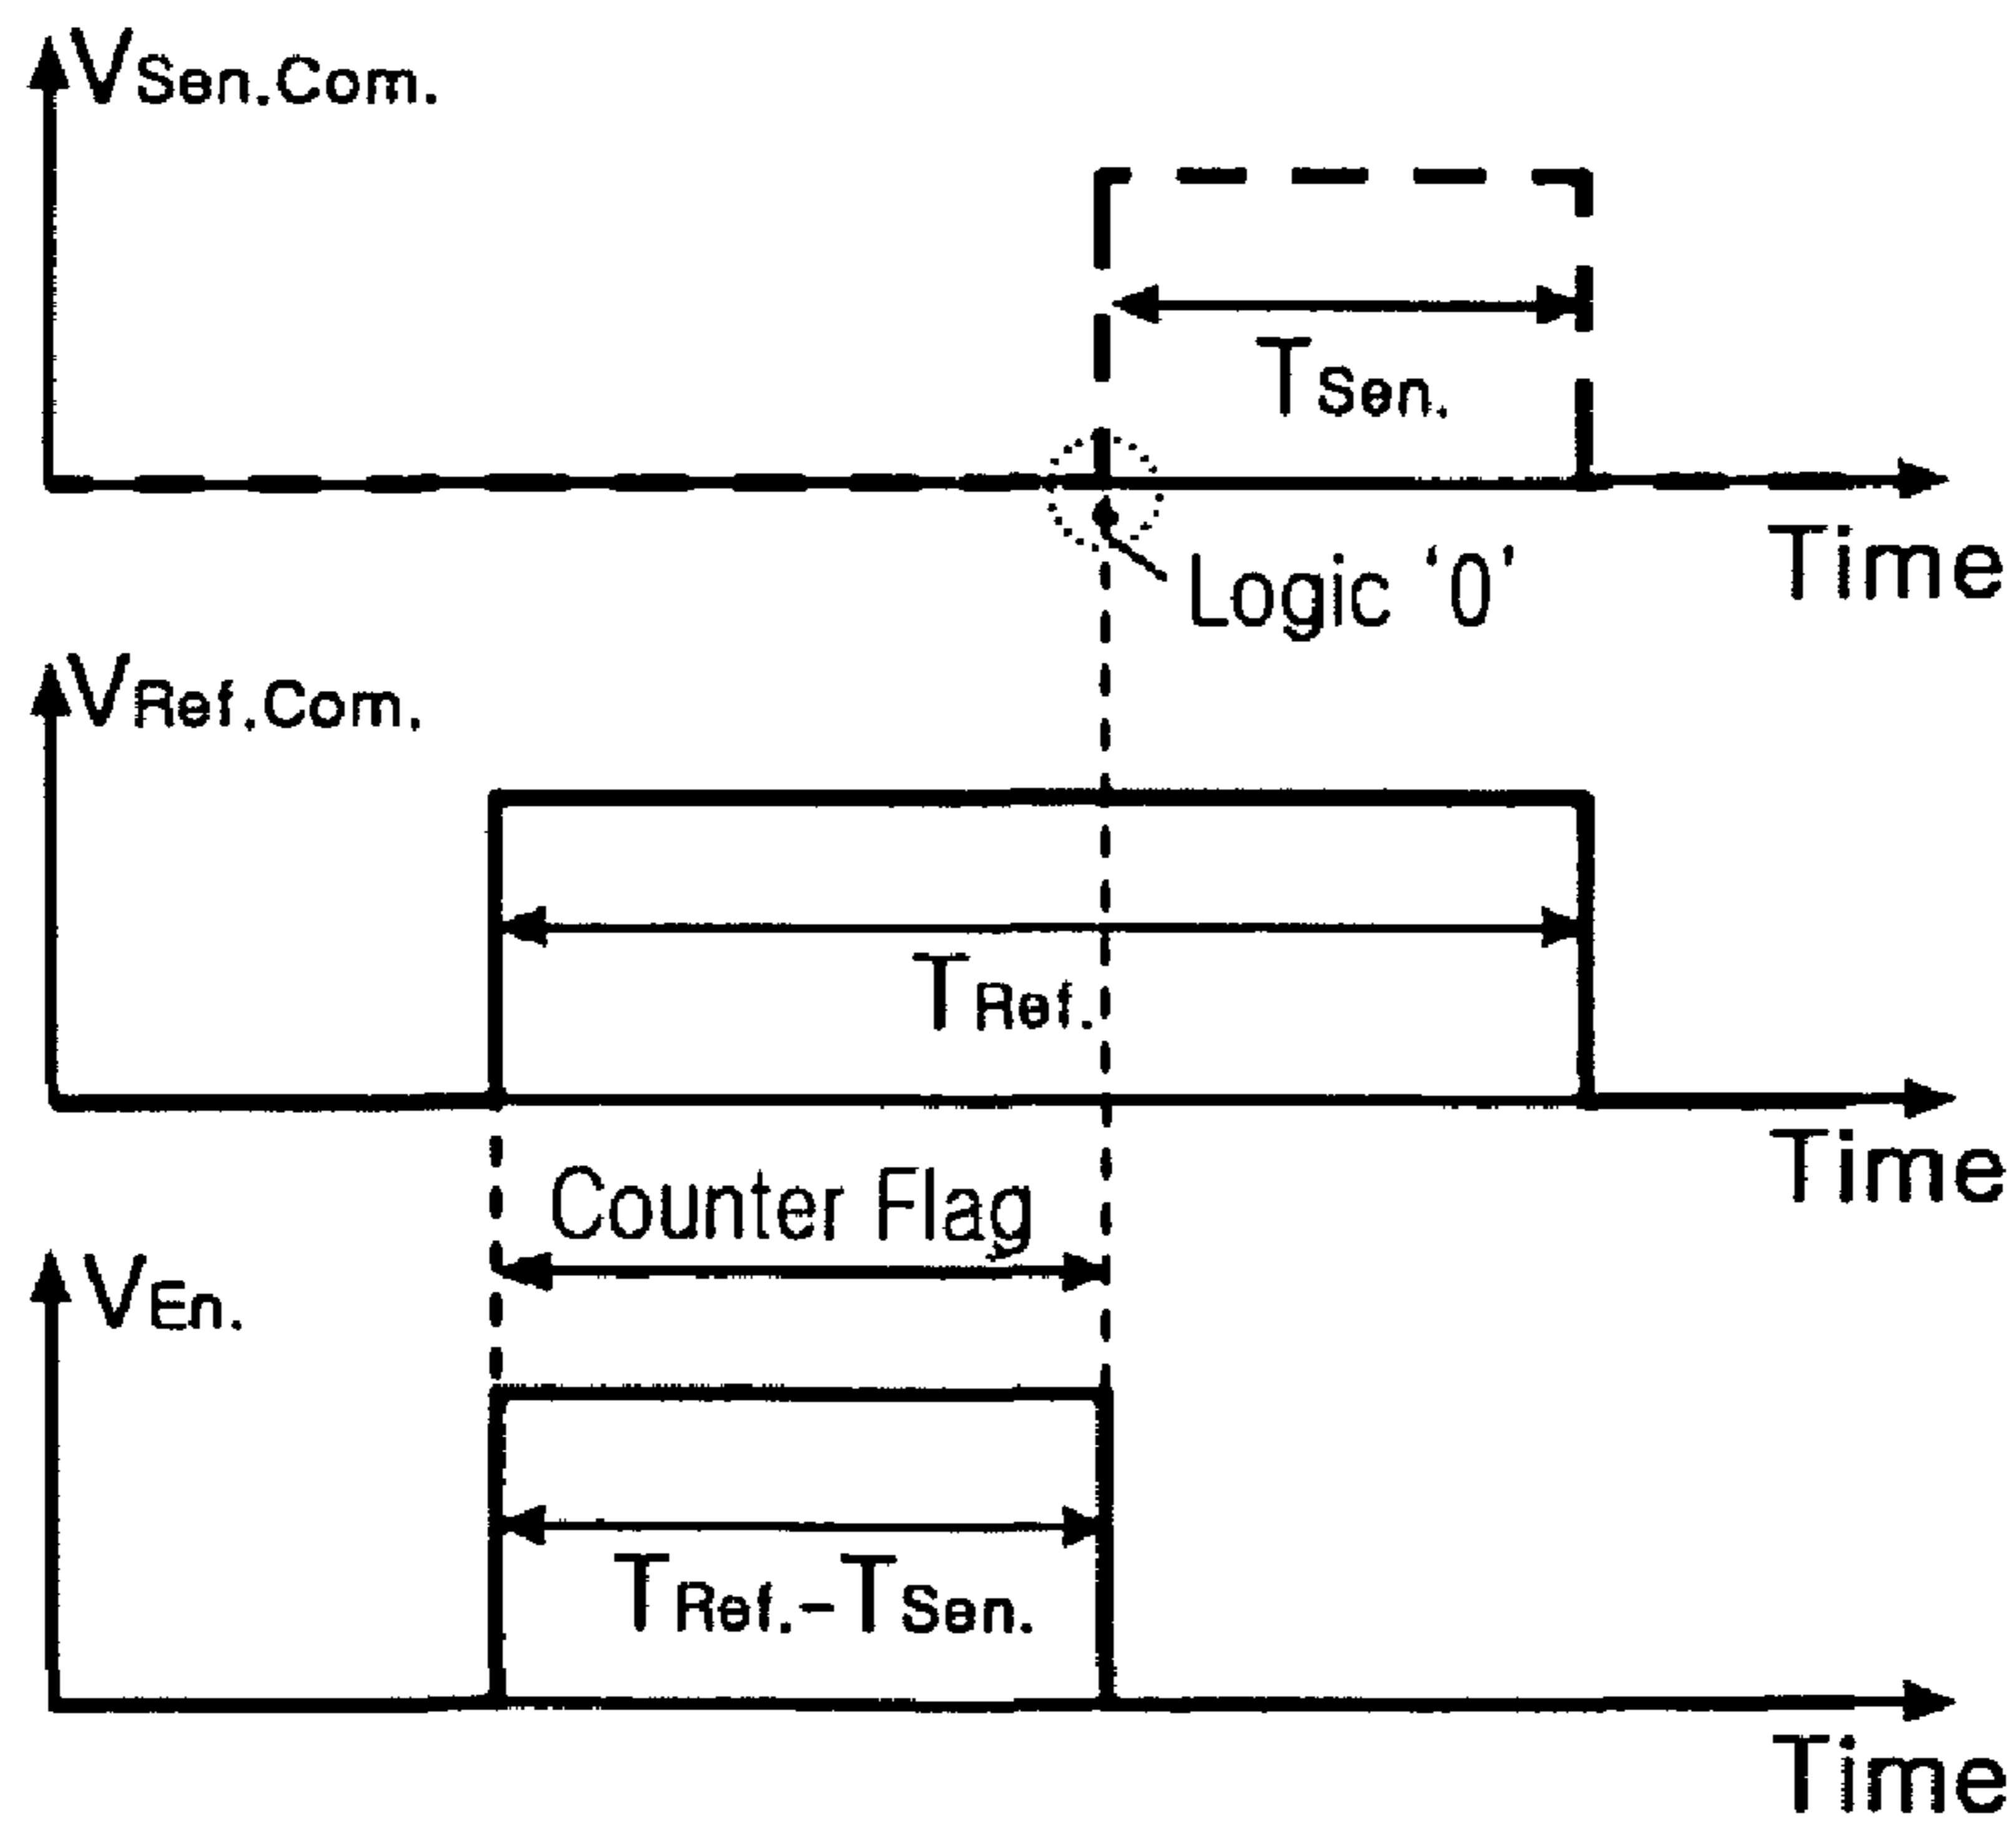 VSen.Com.
TSen.
Time
Logic ‘0’
VRef.Com.
TRef.
Time
Counter Flag
VEn.
TRef.-TSen.
Time